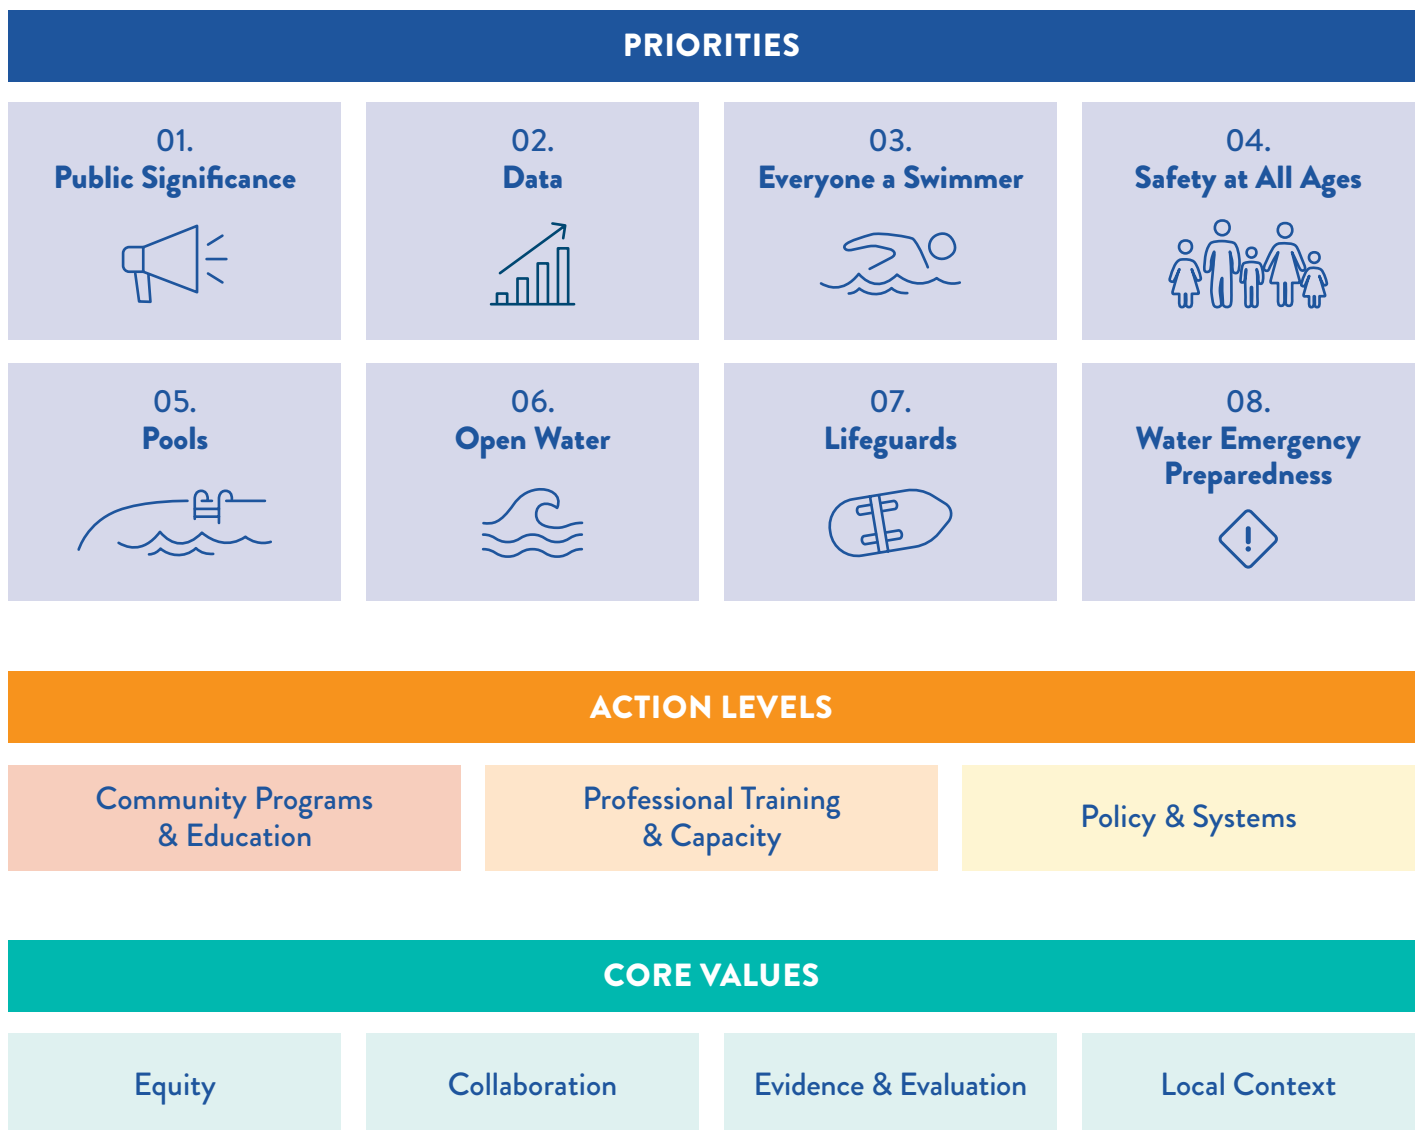 PRIORITIES
01.
Public Significance
02.
Data
03.
Everyone a Swimmer
04.
Safety at All Ages
05.
Pools
06.
Open Water
07.
Lifeguards
08.
Water Emergency
Preparedness
!
ACTION LEVELS
Community Programs
& Education
Professional Training
& Capacity
Policy & Systems
CORE VALUES
Equity
Collaboration
Evidence & Evaluation
Local Context